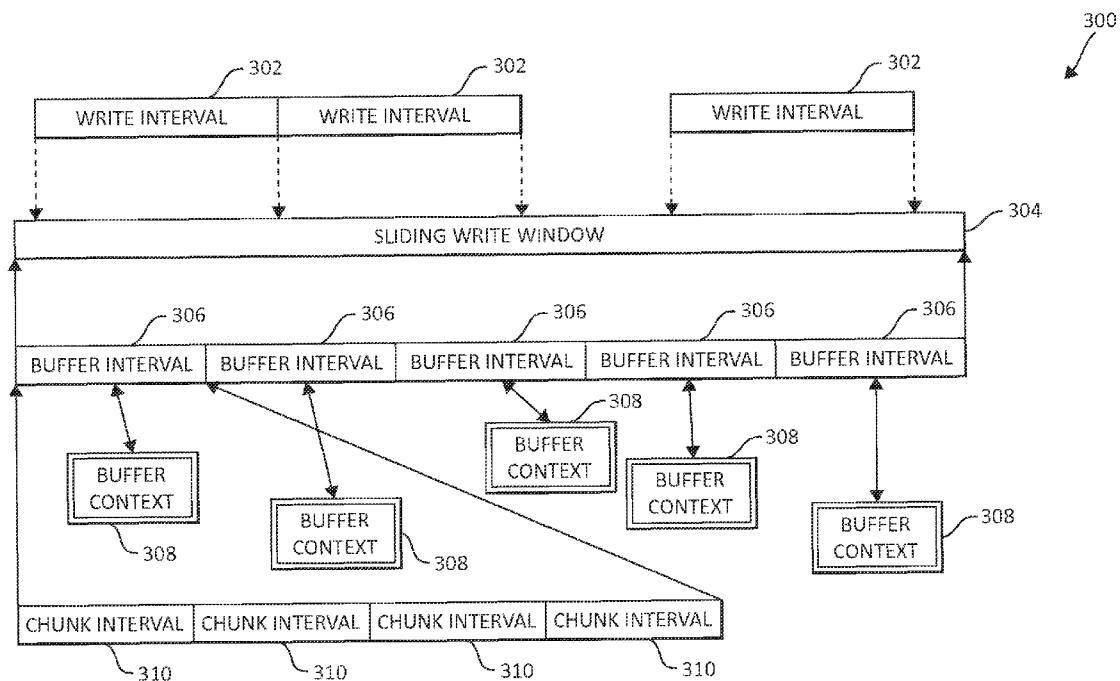 300
302
302
302
WRITE INTERVAL WRITE INTERVAL WRITE INTERVAL
304
SLIDING WRITE WINDOW
306 306 306 306 306
BUFFER INTERVAL BUFFER INTERVAL BUFFER INTERVAL BUFFER INTERVAL BUFFER INTERVAL
308
BUFFER
CONTEXT
308
BUFFER
CONTEXT
308
BUFFER
CONTEXT
308
BUFFER
CONTEXT
308
BUFFER
CONTEXT
CHUNK INTERVAL CHUNK INTERVAL CHUNK INTERVAL CHUNK INTERVAL
310 310 310 310